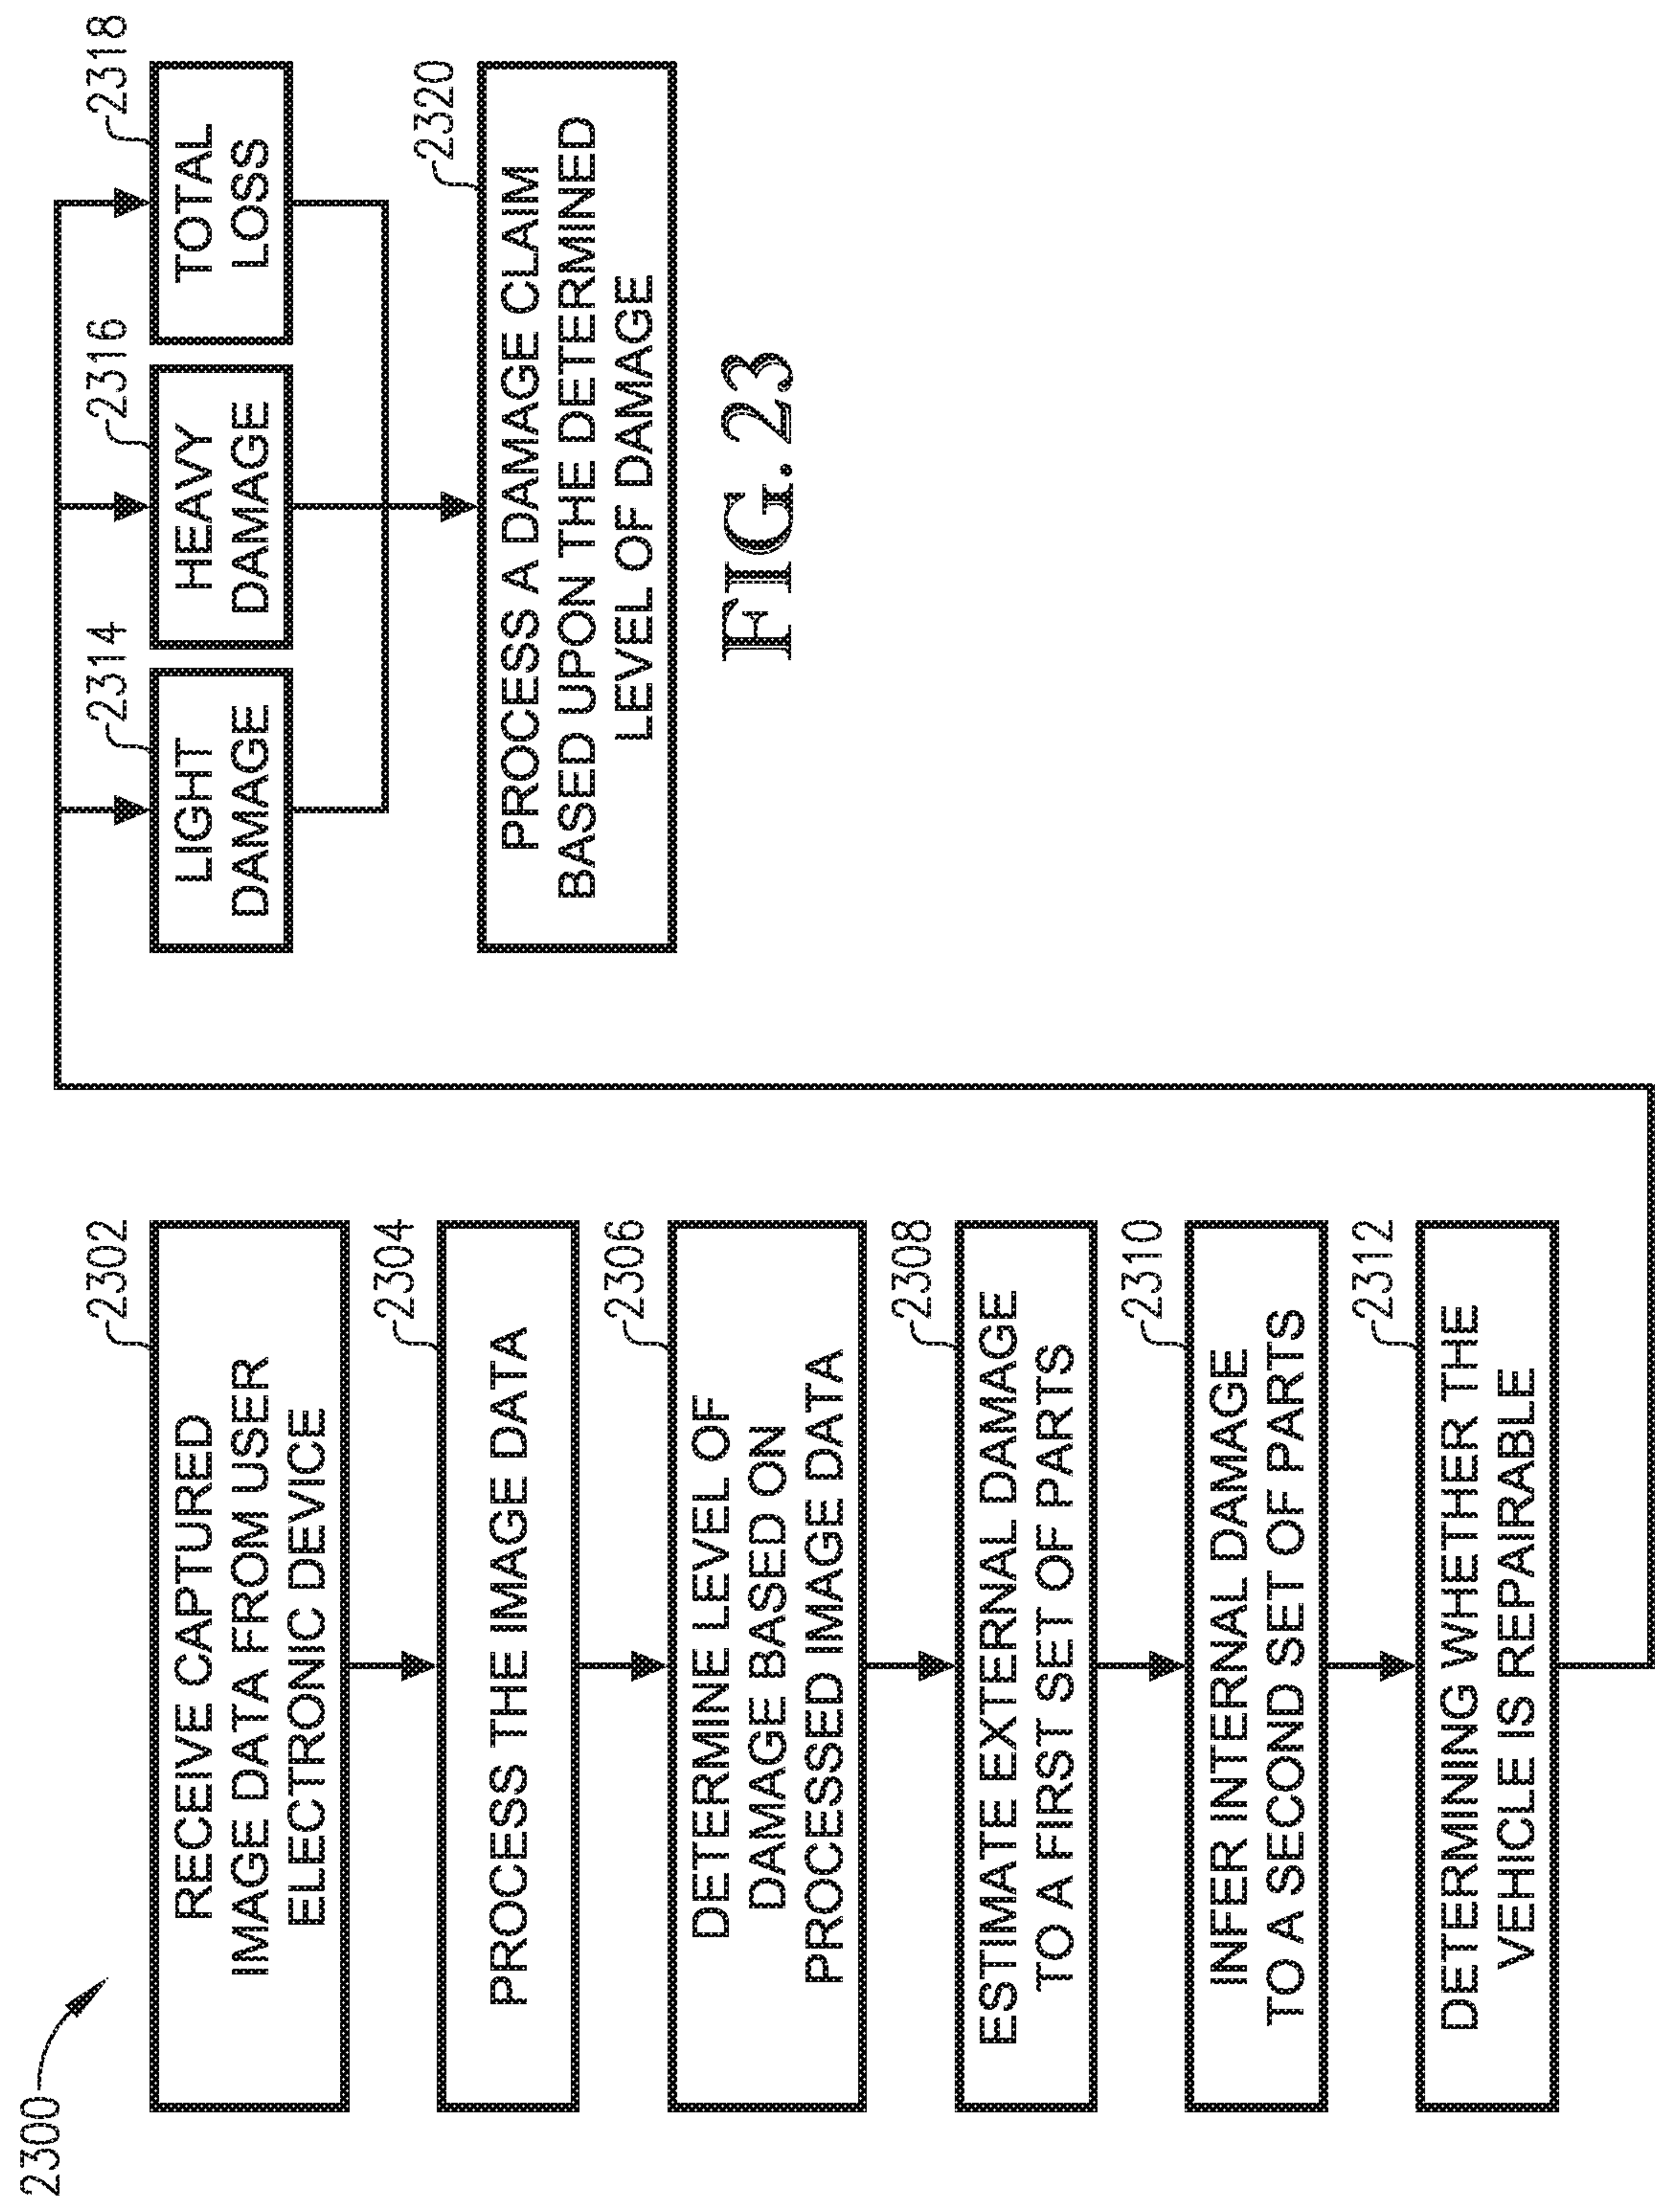 2300
2302
RECEIVE CAPTURED
IMAGE DATA FROM USER
ELECTRONIC DEVICE
2304
PROCESS THE IMAGE DATA
2306
DETERMINE LEVEL OF
DAMAGE BASED ON
PROCESSED IMAGE DATA
2308
ESTIMATE EXTERNAL DAMAGE
TO A FIRST SET OF PARTS
2310
INFER INTERNAL DAMAGE
TO A SECOND SET OF PARTS
2312
DETERMINING WHETHER THE
VEHICLE IS REPAIRABLE
2314
LIGHT
DAMAGE
2316
HEAVY
DAMAGE
2318
TOTAL
LOSS
2320
PROCESS A DAMAGE CLAIM
BASED UPON THE DETERMINED
LEVEL OF DAMAGE
FIG. 23